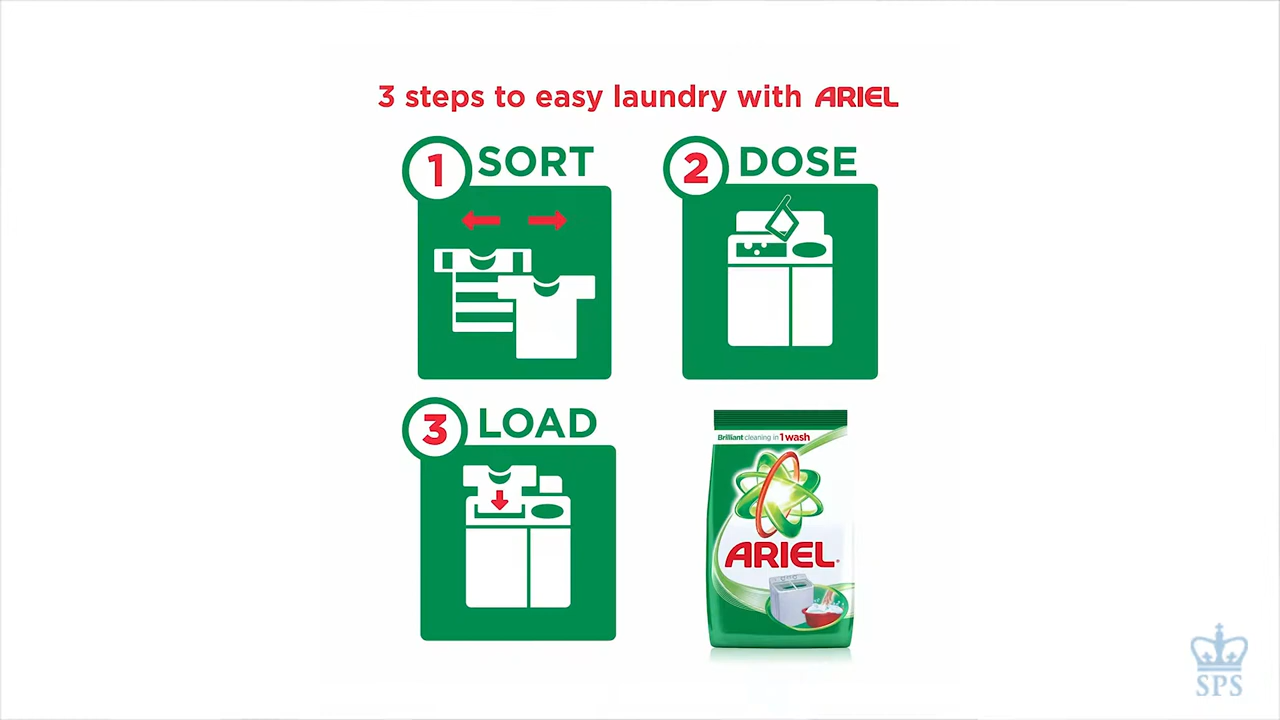 3 steps to easy laundry with ARIEL
1 SORT
2 DOSE
3 LOAD
Brilliant cleaning in 1 wash
ARIEL
SPS